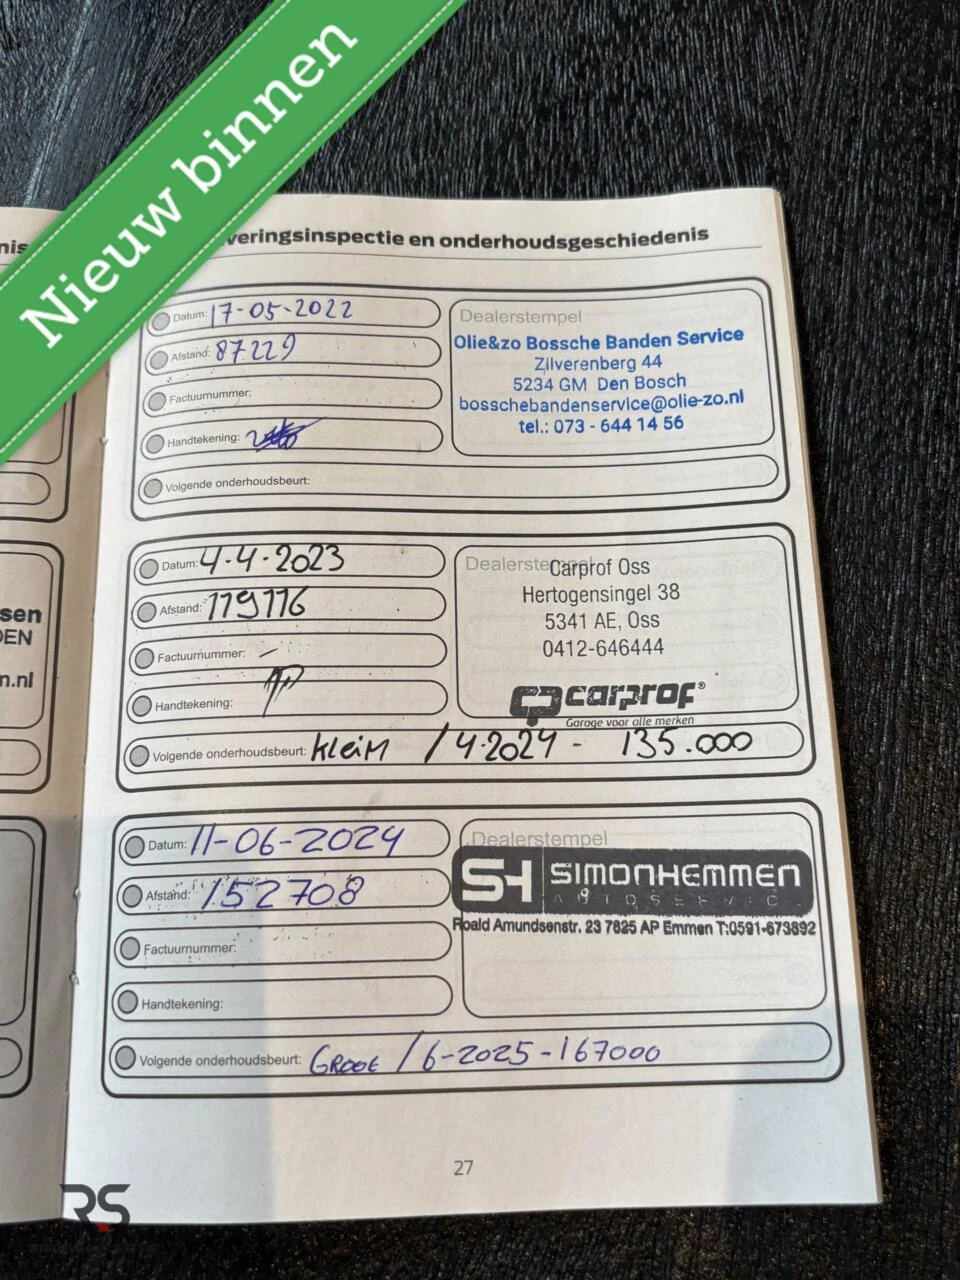 Nieuw binnen
nis
veringsinspectie en onderhoudsgeschiedenis
Datum: 17-05-2022
Afstand: 87.229
Factuurnummer:
Handtekening:
Volgende onderhoudsbeurt:
Dealerstempel
Olie&zo Bossche Banden Service
Zilverenberg 44
5234 GM Den Bosch
bosschebandenservice@olie-zo.nl
tel.: 073 - 644 14 56
sen
DEN
n.nl
Datum: 4-4-2023
Afstand: 119116
Factuurnummer: -
Handtekening:
Volgende onderhoudsbeurt: Klein / 4-2024 - 135.000
Dealerstempel
Carprof Oss
Hertogensingel 38
5341 AE, Oss
0412-646444
carprof®
Garage voor alle merken
Datum: 11-06-2024
Afstand: 152708
Factuurnummer:
Handtekening:
Volgende onderhoudsbeurt: GROOT / 6-2025 - 167000
Dealerstempel
SH SIMONHEMMEN
Roald Amundsenstr. 23 7825 AP Emmen T:0591-673892
27
RS